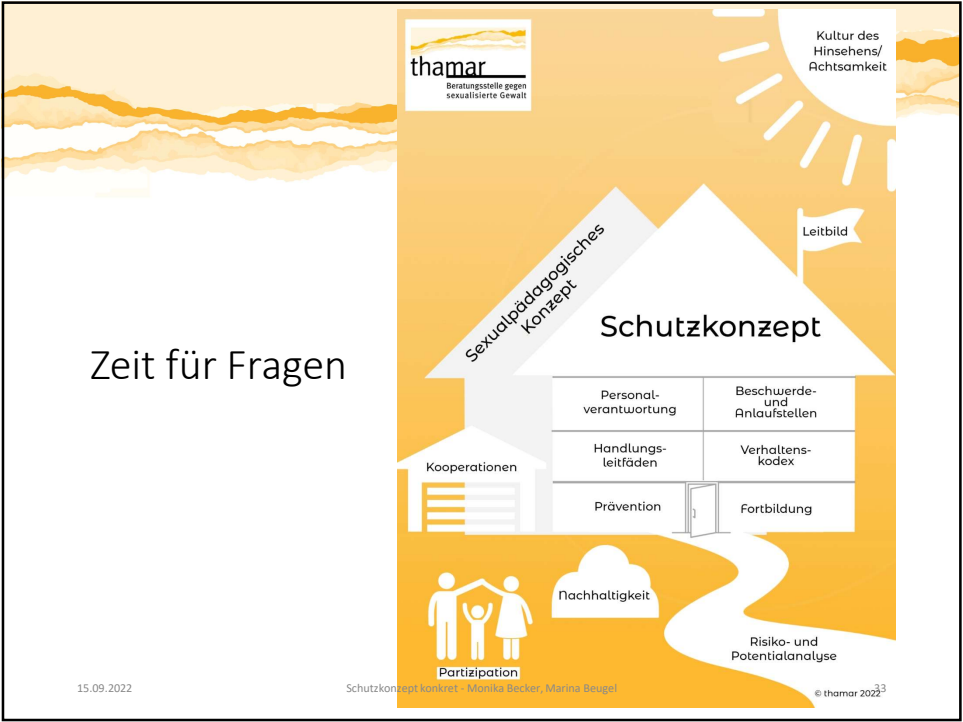 thamar
Beratungsstelle gegen
sexualisierte Gewalt
Kultur des
Hinsehens/
Achtsamkeit
Leitbild
Sexualpädagogisches
Konzept
Schutzkonzept
Zeit für Fragen
Personal-
verantwortung
Beschwerde-
und
Anlaufstellen
Handlungs-
leitfäden
Verhaltens-
kodex
Kooperationen
Prävention
Fortbildung
Nachhaltigkeit
Risiko- und
Potentialanalyse
Partizipation
15.09.2022
Schutzkonzept konkret - Monika Becker, Marina Beugel
© thamar 2022
33